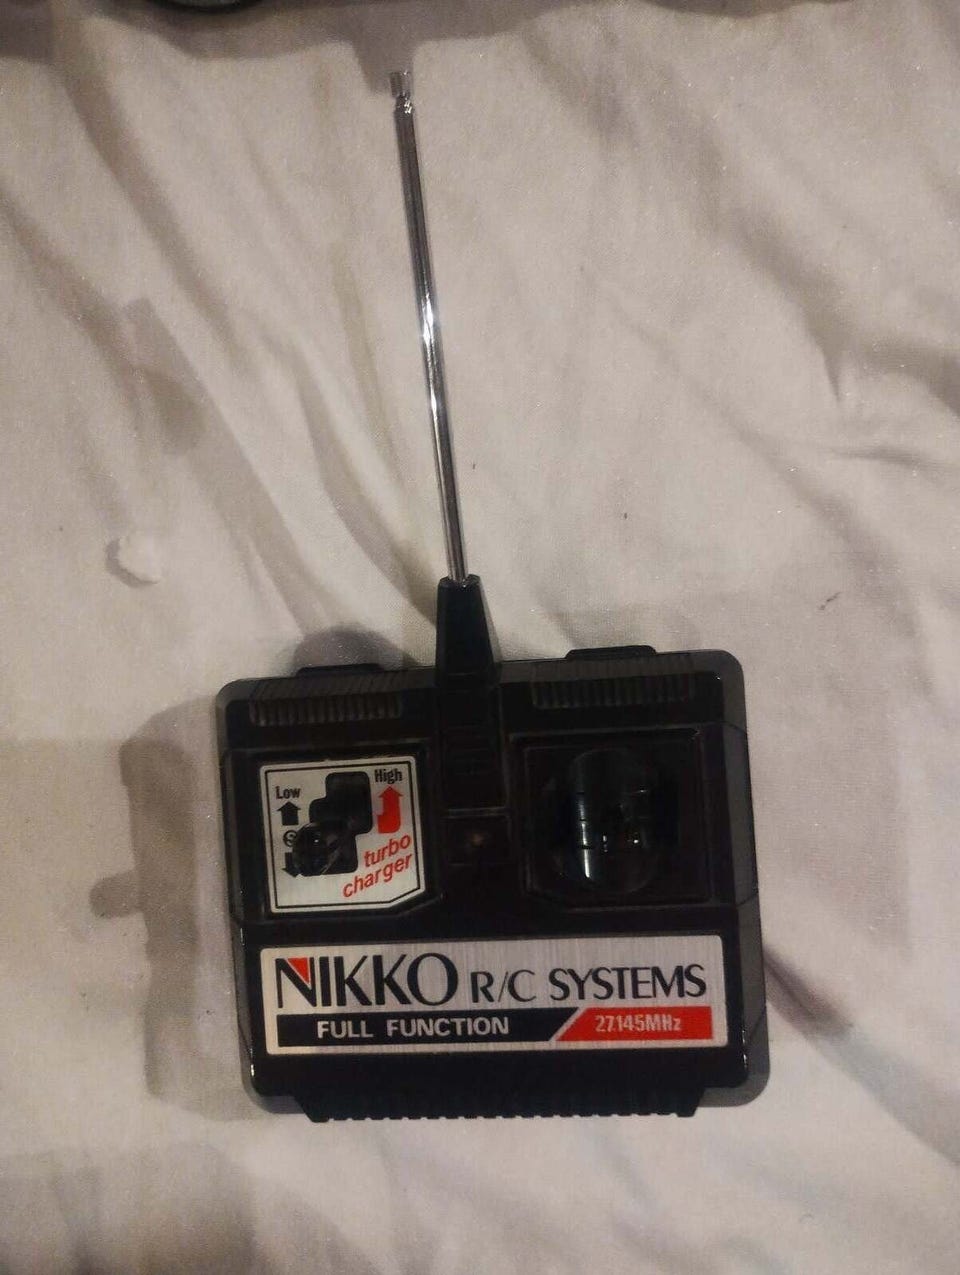 High
Low
turbo
charger
NIKKO R/C SYSTEMS
FULL FUNCTION 27.145MHz